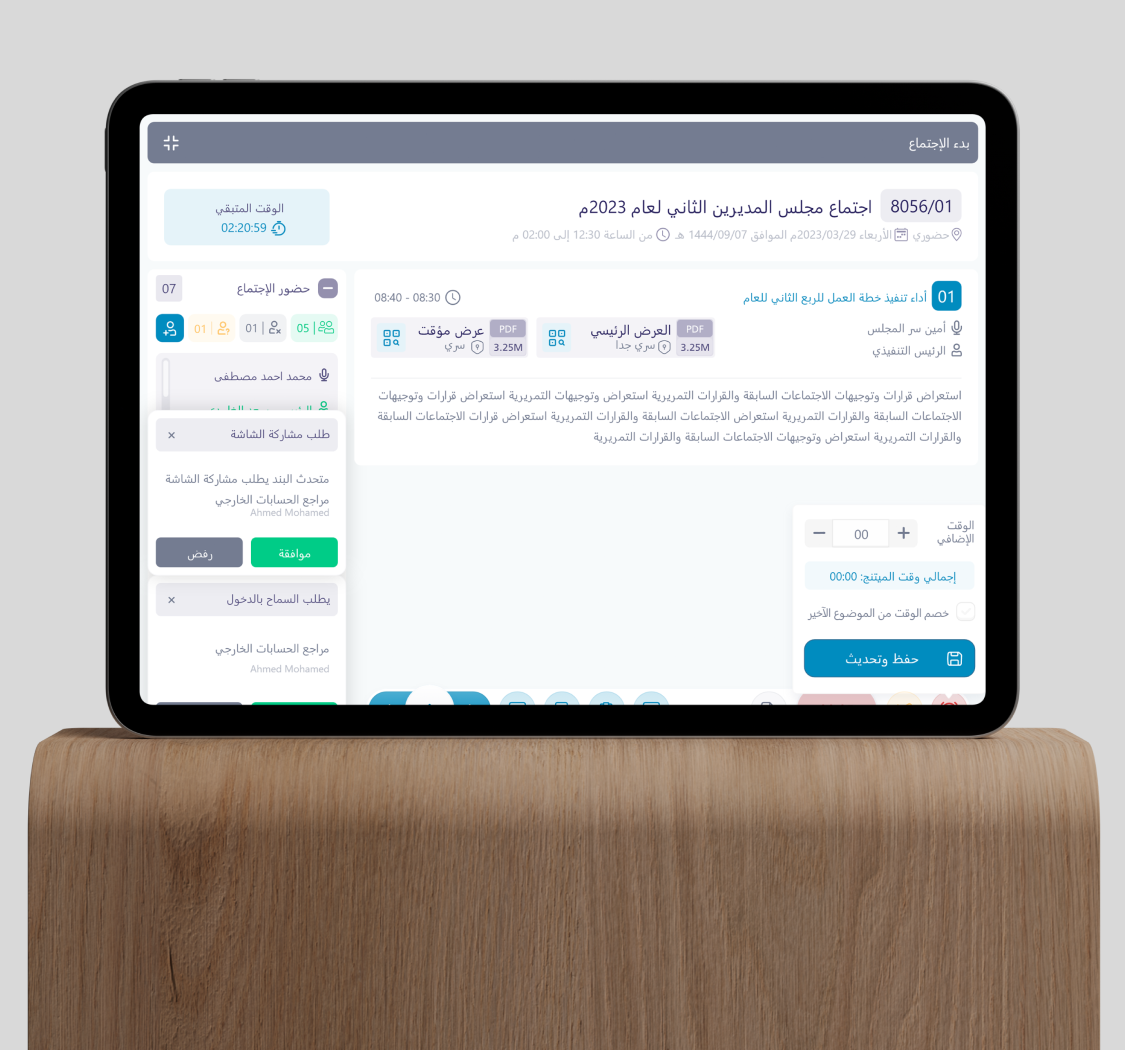 بدء الإجتماع
8056/01 اجتماع مجلس المديرين الثاني لعام 2023م
حضوري الأربعاء 2023/03/29م الموافق 1444/09/07 هـ من الساعة 12:30 إلى 02:00 م
الوقت المتبقي
02:20:59
01 أداء تنفيذ خطة العمل للربع الثاني للعام
08:30 - 08:40
أمين سر المجلس
الرئيس التنفيذي
PDF العرض الرئيسي
3.25M سري جدا
PDF عرض مؤقت
3.25M سري
استعراض قرارات وتوجيهات الاجتماعات السابقة والقرارات التمريرية استعراض وتوجيهات التمريرية استعراض قرارات وتوجيهات
الاجتماعات السابقة والقرارات التمريرية استعراض الاجتماعات السابقة والقرارات التمريرية استعراض قرارات الاجتماعات السابقة
والقرارات التمريرية استعراض وتوجيهات الاجتماعات السابقة والقرارات التمريرية
الوقت الإضافي
+ 00 −
إجمالي وقت الميتنج: 00:00
خصم الوقت من الموضوع الآخير
حفظ وتحديث
حضور الإجتماع 07
05 | 01 | 01 |
محمد احمد مصطفى
طلب مشاركة الشاشة ×
متحدث البند يطلب مشاركة الشاشة
مراجع الحسابات الخارجي
Ahmed Mohamed
موافقة
رفض
يطلب السماح بالدخول ×
مراجع الحسابات الخارجي
Ahmed Mohamed